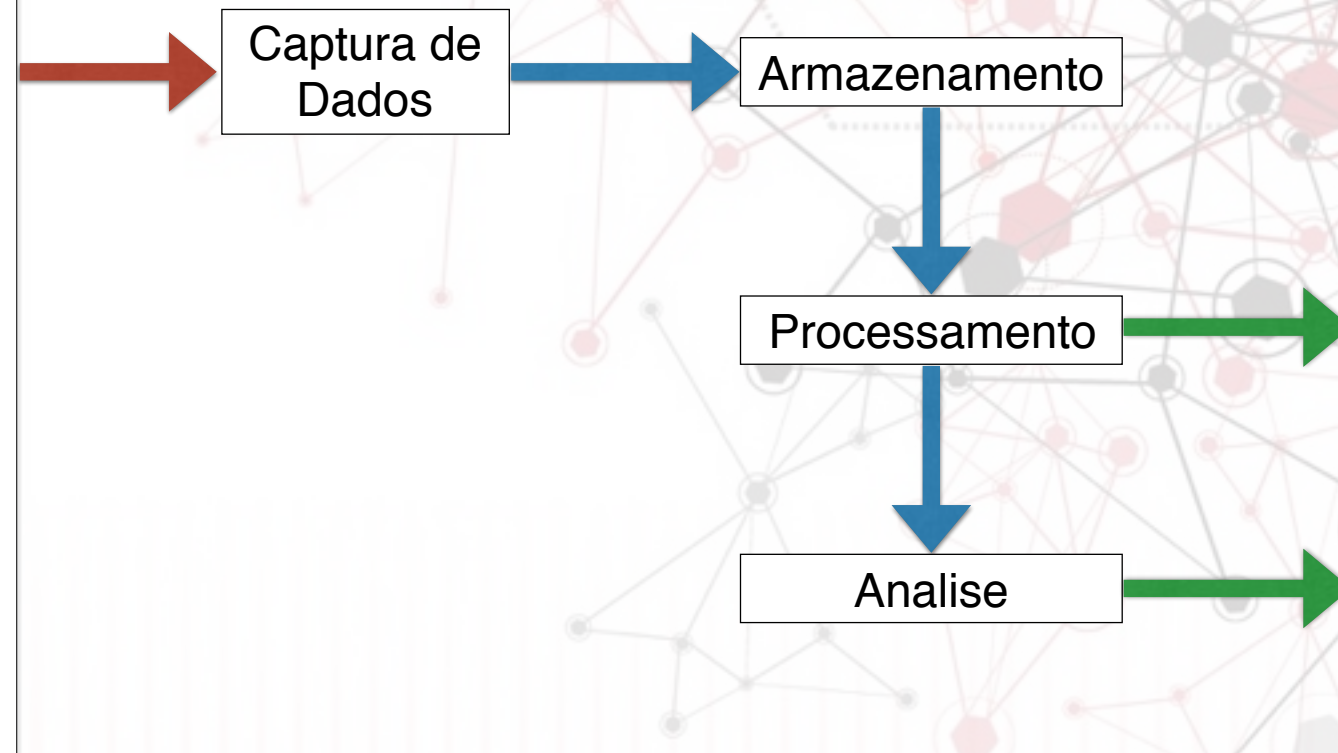 Captura de
Dados
Armazenamento
Processamento
Analise